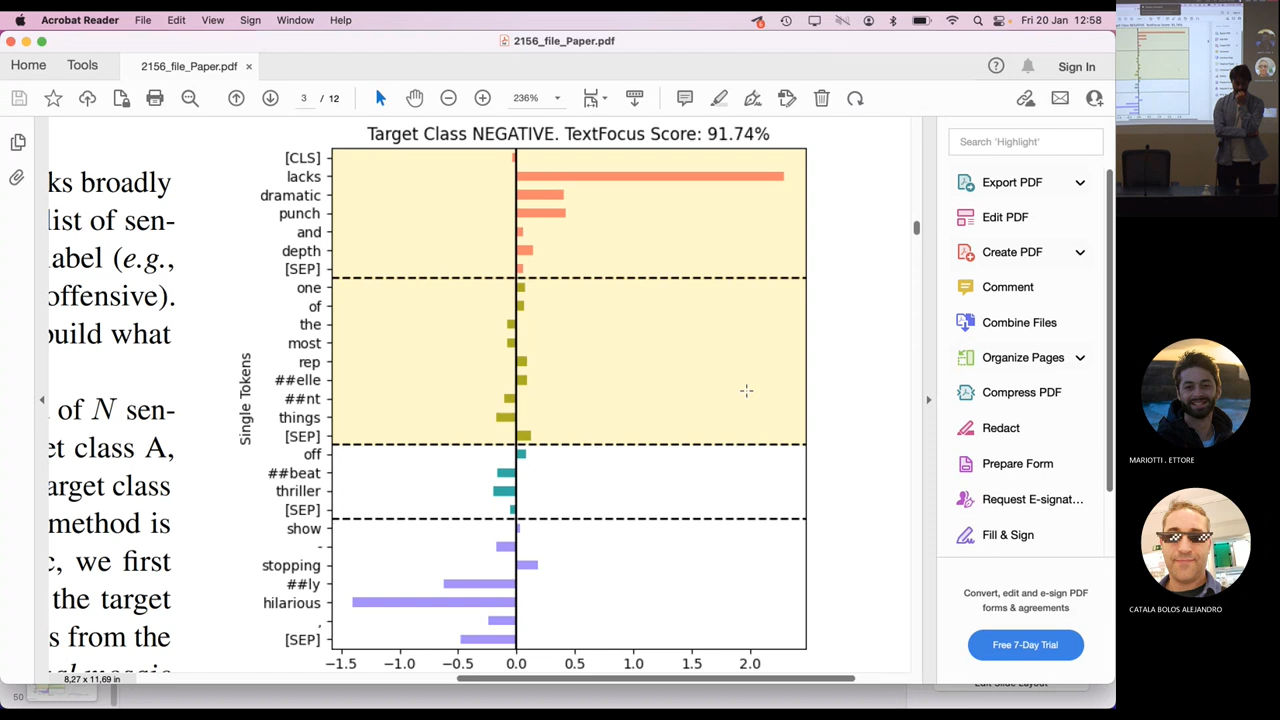 Acrobat Reader File Edit View Sign Window Help
6
Fri 20 Jan 12:58
2156_file_Paper.pdf
Home Tools 2156_file_Paper.pdf × Sign In
3 / 12 236%
ks broadly
list of sen-
abel (e.g.,
offensive).
build what
of N sen-
et class A,
arget class
method is
c, we first
the target
s from the
Target Class NEGATIVE. TextFocus Score: 91.74%
Single Tokens
[CLS]
lacks
dramatic
punch
and
depth
[SEP]
one
of
the
most
rep
##elle
##nt
things
[SEP]
off
##beat
thriller
[SEP]
show
-
stopping
##ly
hilarious
,
[SEP]
−1.5 −1.0 −0.5 0.0 0.5 1.0 1.5 2.0
8,27 x 11,69 in
50
Search 'Highlight'
Export PDF
Edit PDF
Create PDF
Comment
Combine Files
Organize Pages
Compress PDF
Redact
Prepare Form
Request E-signat...
Fill & Sign
Convert, edit and e-sign PDF
forms & agreements
Free 7-Day Trial
MARIOTTI . ETTORE
CATALA BOLOS ALEJANDRO